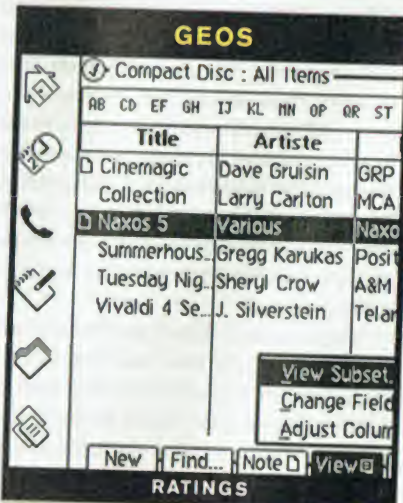 GEOS
Compact Disc : All Items
AB CD EF GH IJ KL MN OP QR ST
Title Artiste
Cinemagic Dave Gruisin GRP
Collection Larry Carlton MCA
Naxos 5 Various Naxo
Summerhous... Gregg Karukas Posit
Tuesday Nig... Sheryl Crow A&M
Vivaldi 4 Se... J. Silverstein Telar
View Subset.
Change Field
Adjust Colum
New Find... Note View
RATINGS